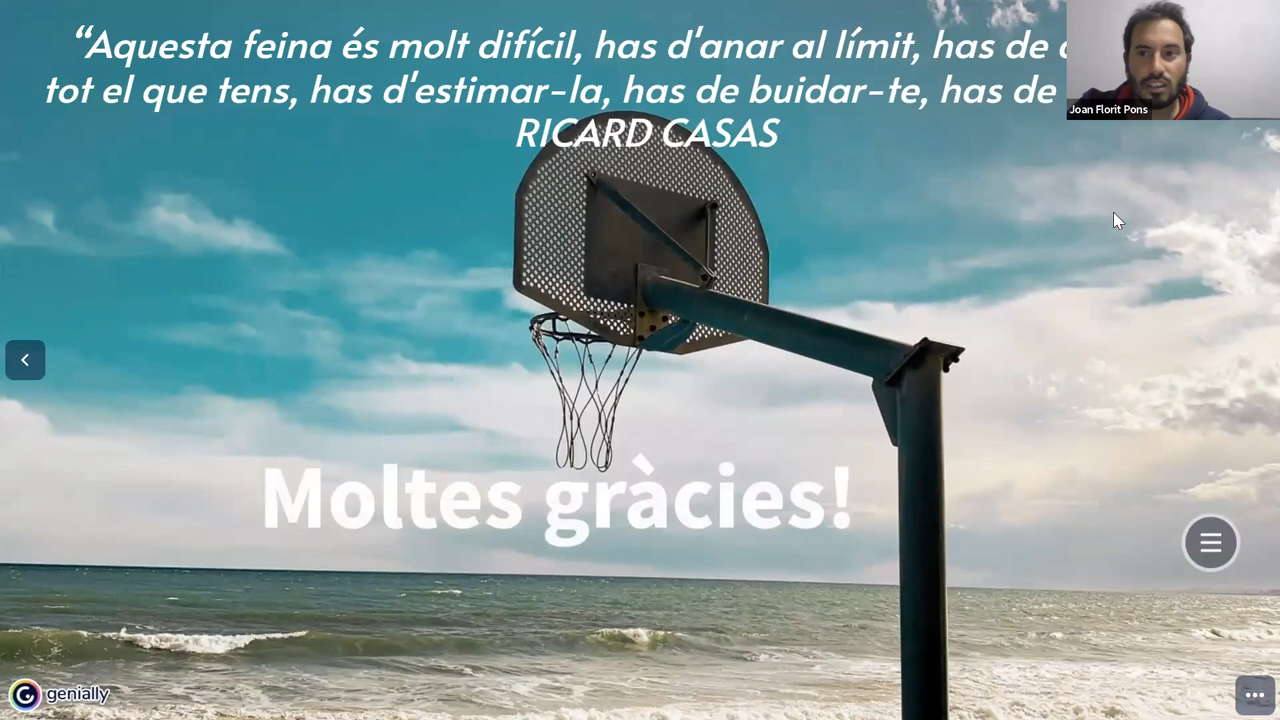 “Aquesta feina és molt difícil, has d'anar al límit, has de
tot el que tens, has d'estimar-la, has de buidar-te, has de
RICARD CASAS
Joan Florit Pons
Moltes gràcies!
genially